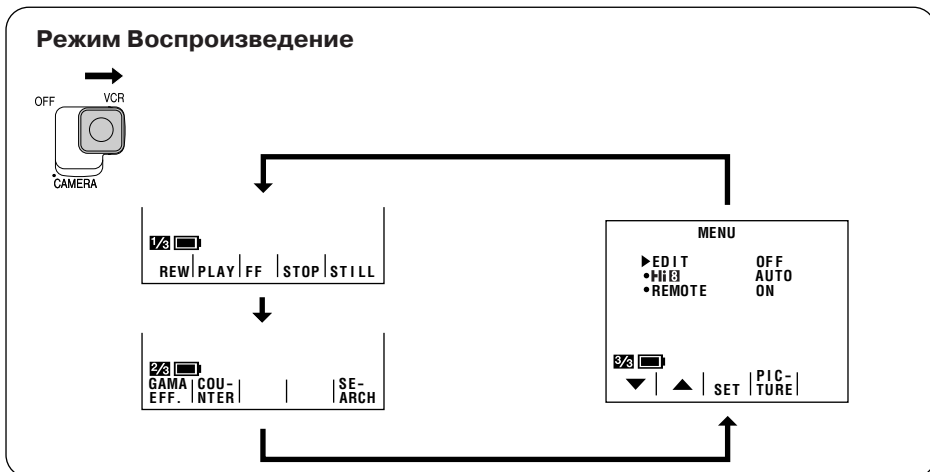 Режим Воспроизведение
OFF VCR
CAMERA
1/3
REW PLAY FF STOP STILL
2/3
GAMA COU- SE-
EFF. NTER ARCH
MENU
▶EDIT OFF
•Hi8 AUTO
•REMOTE ON
3/3
▼ ▲ SET PIC-
TURE